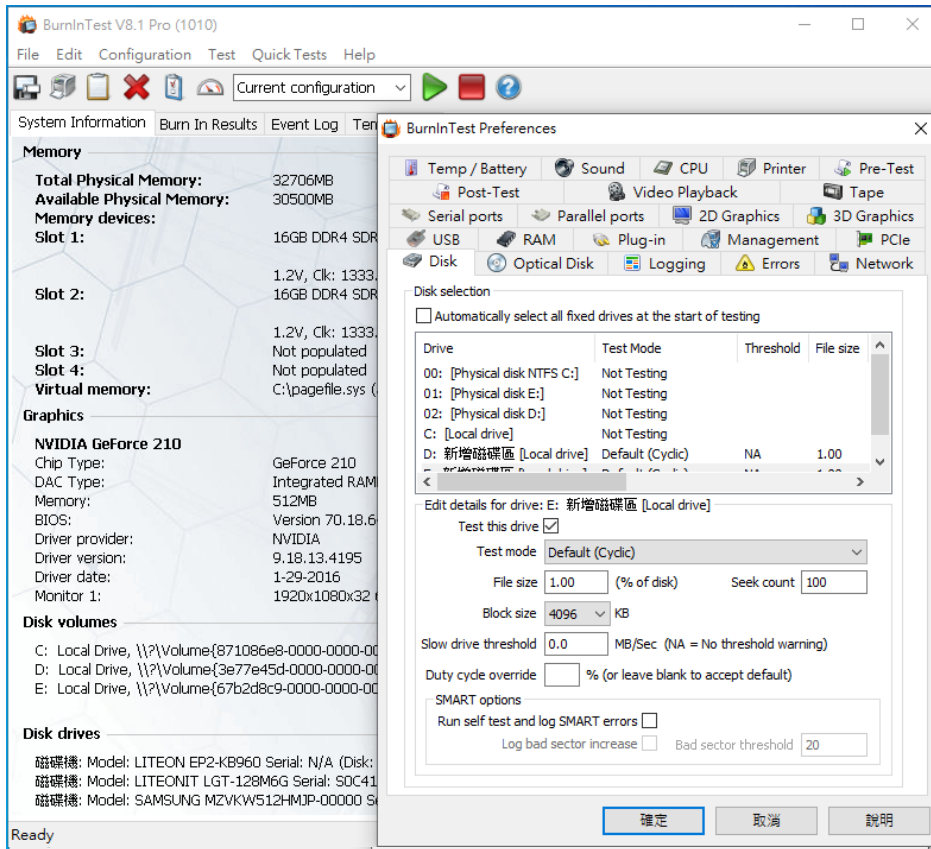 BurnInTest V8.1 Pro (1010)
File Edit Configuration Test Quick Tests Help
Current configuration
System Information Burn In Results Event Log
Memory
Total Physical Memory: 32706MB
Available Physical Memory: 30500MB
Memory devices:
Slot 1: 16GB DDR4 SDR
1.2V, Clk: 1333.
Slot 2: 16GB DDR4 SDR
1.2V, Clk: 1333.
Slot 3: Not populated
Slot 4: Not populated
Virtual memory: C:\pagefile.sys (
Graphics
NVIDIA GeForce 210
Chip Type: GeForce 210
DAC Type: Integrated RAM
Memory: 512MB
BIOS: Version 70.18.6
Driver provider: NVIDIA
Driver version: 9.18.13.4195
Driver date: 1-29-2016
Monitor 1: 1920x1080x32
Disk volumes
C: Local Drive, \\?\Volume{871086e8-0000-0000-00
D: Local Drive, \\?\Volume{3e77e45d-0000-0000-00
E: Local Drive, \\?\Volume{67b2d8c9-0000-0000-00
Disk drives
磁碟機: Model: LITEON EP2-KB960 Serial: N/A (Disk:
磁碟機: Model: LITEONIT LGT-128M6G Serial: S0C41
磁碟機: Model: SAMSUNG MZVKW512HMJP-00000 S
Ready
BurnInTest Preferences
Temp / Battery Sound CPU Printer Pre-Test
Post-Test Video Playback Tape
Serial ports Parallel ports 2D Graphics 3D Graphics
USB RAM Plug-in Management PCIe
Disk Optical Disk Logging Errors Network
Disk selection
Automatically select all fixed drives at the start of testing
Drive Test Mode Threshold File size
00: [Physical disk NTFS C:] Not Testing
01: [Physical disk E:] Not Testing
02: [Physical disk D:] Not Testing
C: [Local drive] Not Testing
D: 新增磁碟區 [Local drive] Default (Cyclic) NA 1.00
Edit details for drive: E: 新增磁碟區 [Local drive]
Test this drive
Test mode Default (Cyclic)
File size 1.00 (% of disk) Seek count 100
Block size 4096 KB
Slow drive threshold 0.0 MB/Sec (NA = No threshold warning)
Duty cycle override % (or leave blank to accept default)
SMART options
Run self test and log SMART errors
Log bad sector increase Bad sector threshold 20
確定 取消 說明